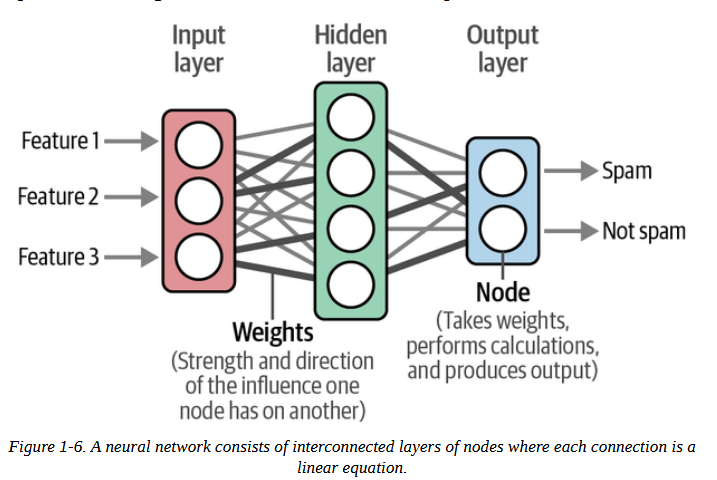 Input
layer
Hidden
layer
Output
layer
Feature 1
Feature 2
Feature 3
Spam
Not spam
Weights
(Strength and direction
of the influence one
node has on another)
Node
(Takes weights,
performs calculations,
and produces output)
Figure 1-6. A neural network consists of interconnected layers of nodes where each connection is a
linear equation.